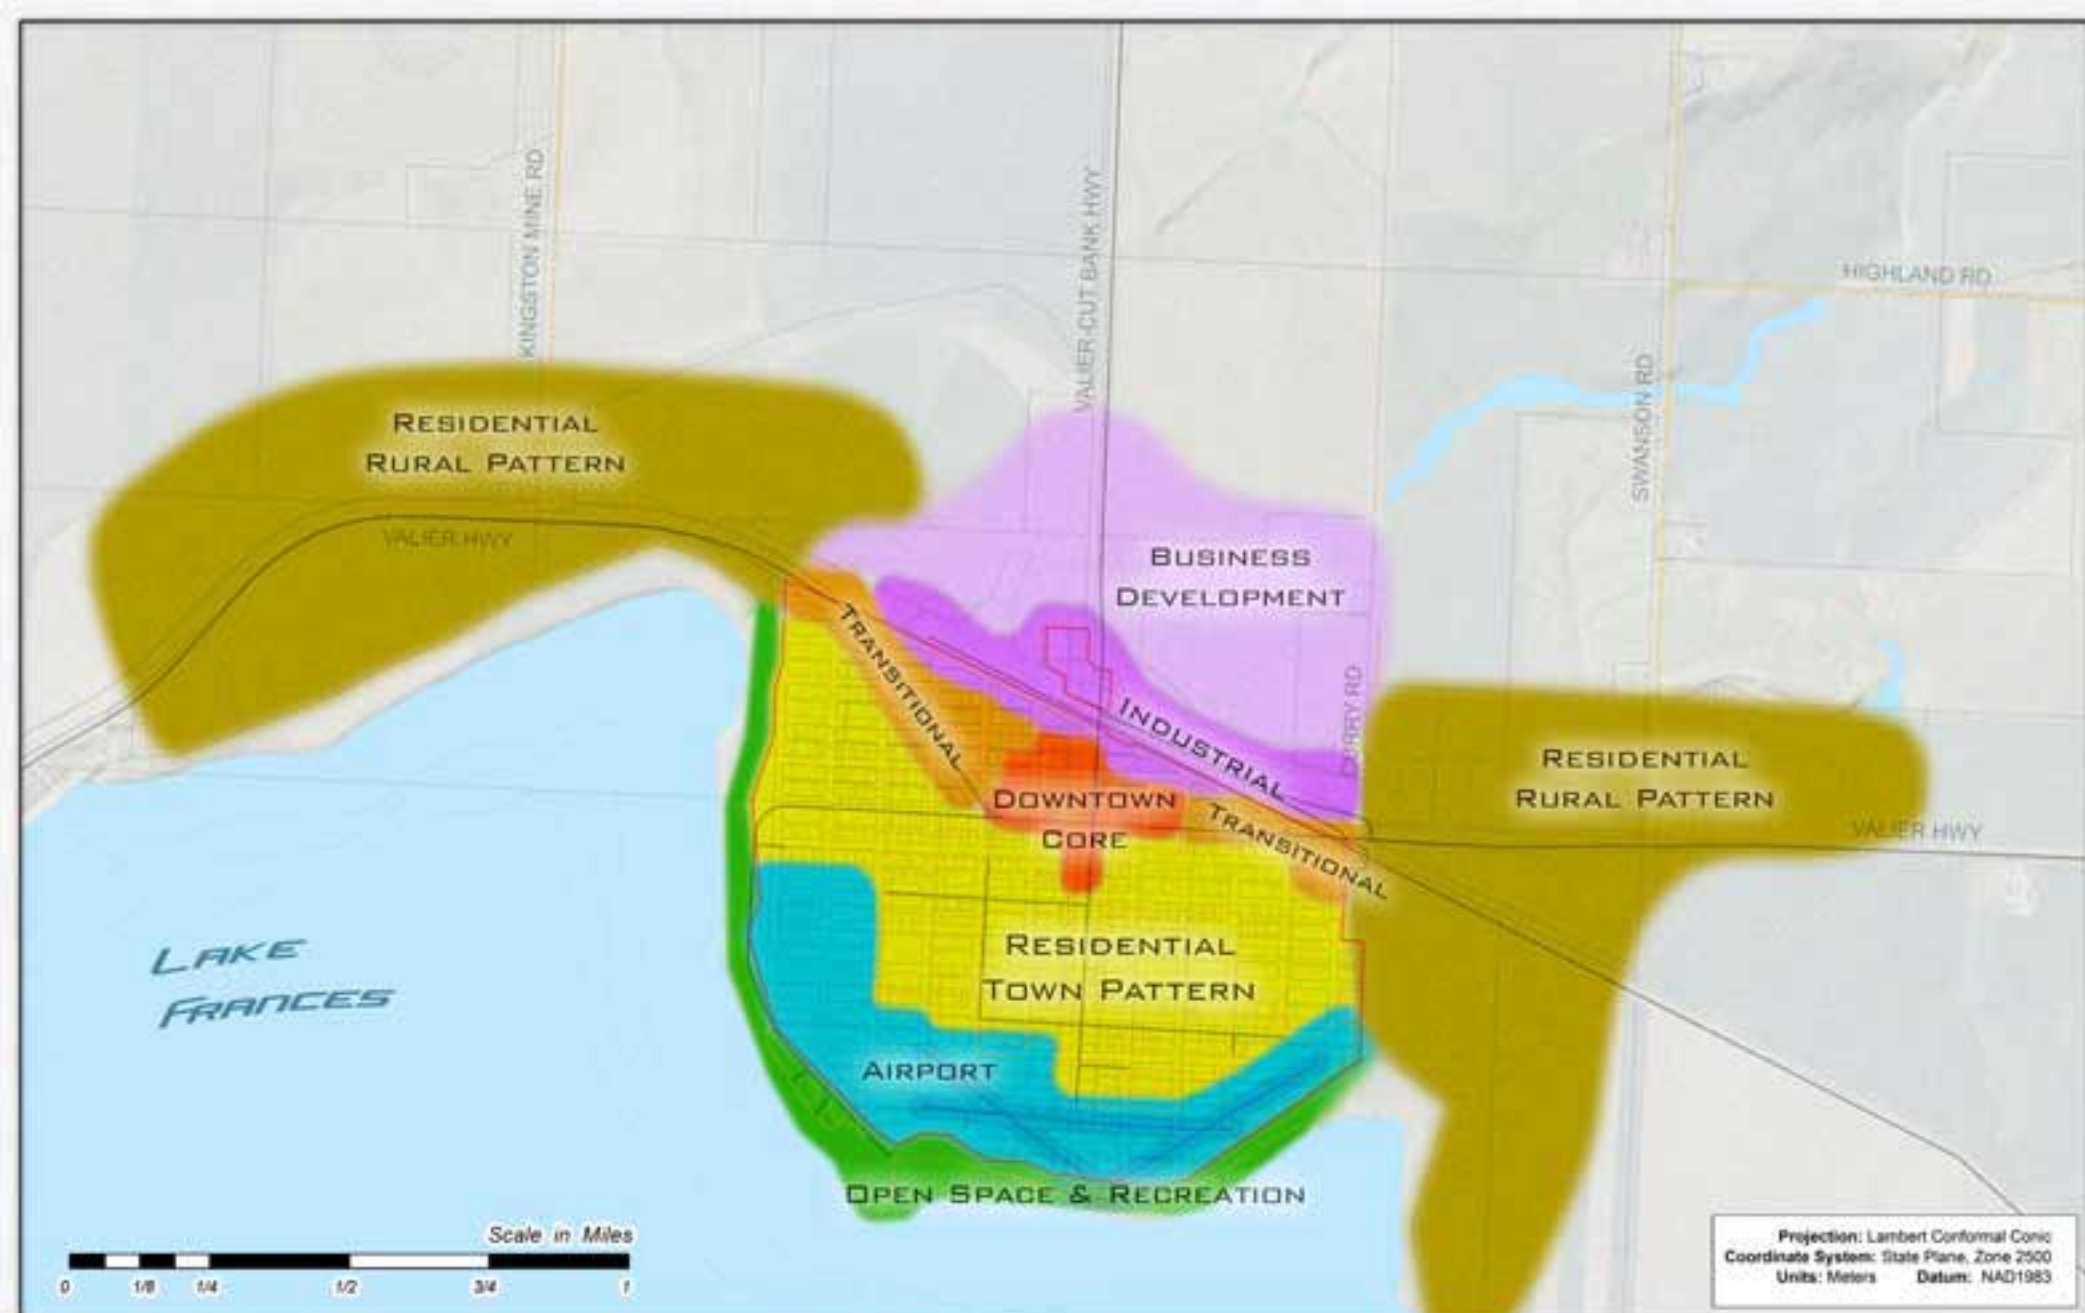 KINGSTON MINE RD
VALIER-CUT BANK HWY
HIGHLAND RD
SWANSON RD
RESIDENTIAL
RURAL PATTERN
VALIER HWY
BUSINESS
DEVELOPMENT
TRANSITIONAL
INDUSTRIAL
RD
RESIDENTIAL
RURAL PATTERN
DOWNTOWN
CORE
TRANSITIONAL
VALIER HWY
LAKE
FRANCES
RESIDENTIAL
TOWN PATTERN
AIRPORT
OPEN SPACE & RECREATION
Scale in Miles
0 1/8 1/4 1/2 3/4 1
Projection: Lambert Conformal Conic
Coordinate System: State Plane, Zone 2500
Units: Meters Datum: NAD1983